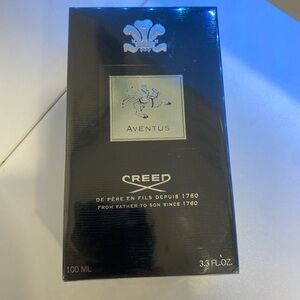 AVENTUS
CREED
DE PÈRE EN FILS DEPUIS 1760
FROM FATHER TO SON SINCE 1760
100 ML
3.3 FL.OZ.